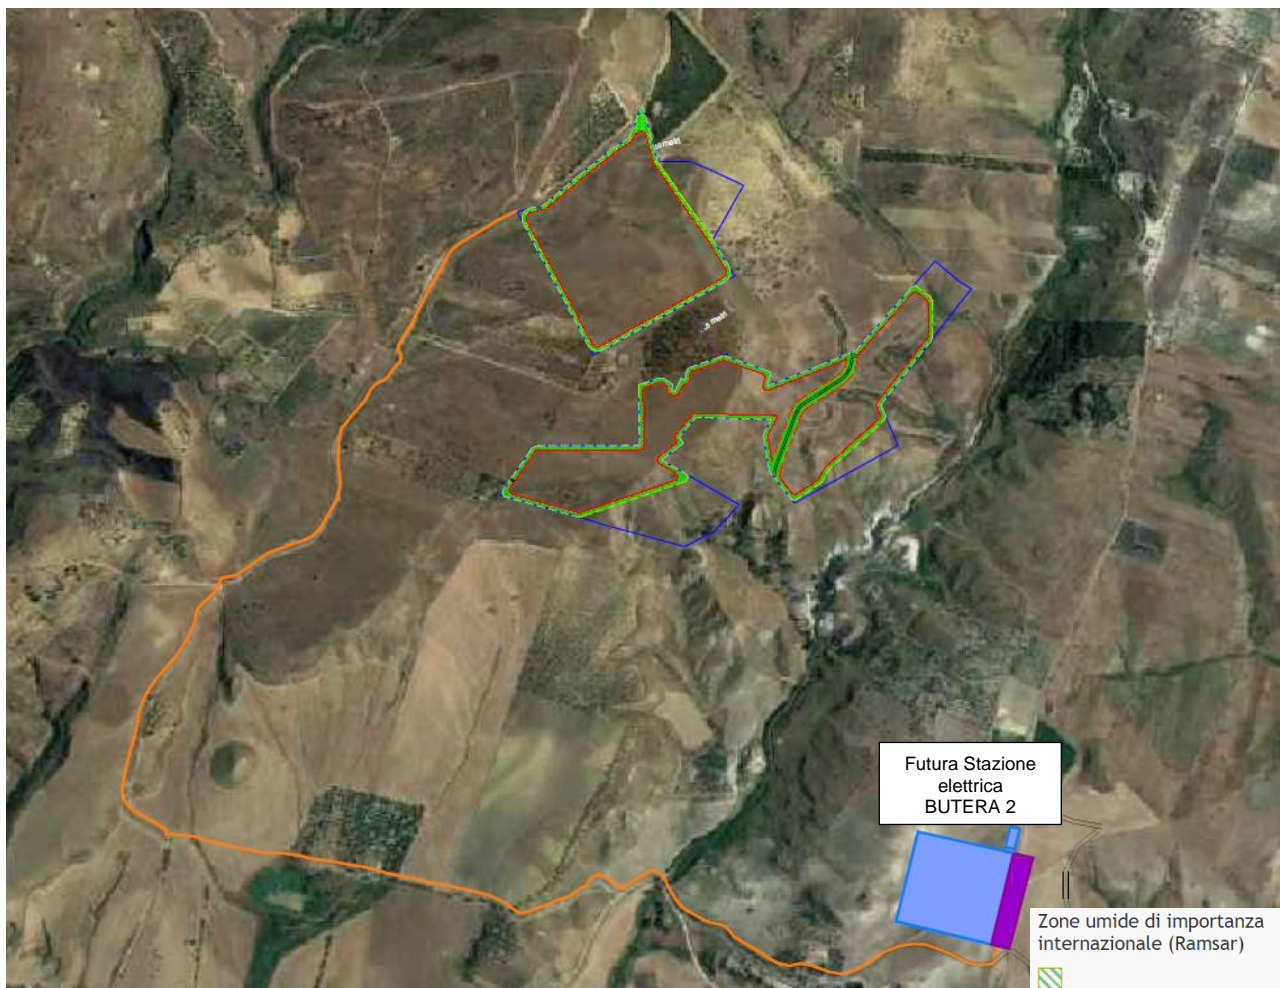 Futura Stazione
elettrica
BUTERA 2
Zone umide di importanza
internazionale (Ramsar)